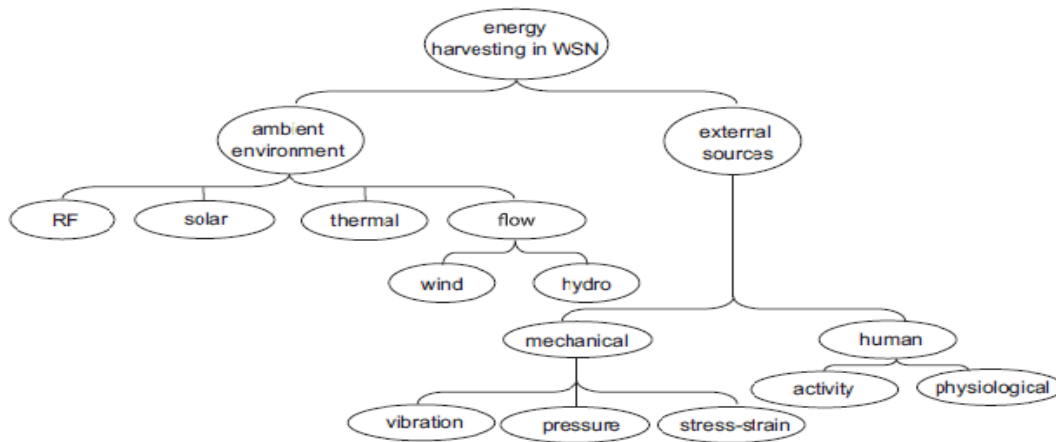 energy
harvesting in WSN
ambient
environment
external
sources
RF
solar
thermal
flow
wind
hydro
mechanical
human
activity
physiological
vibration
pressure
stress-strain